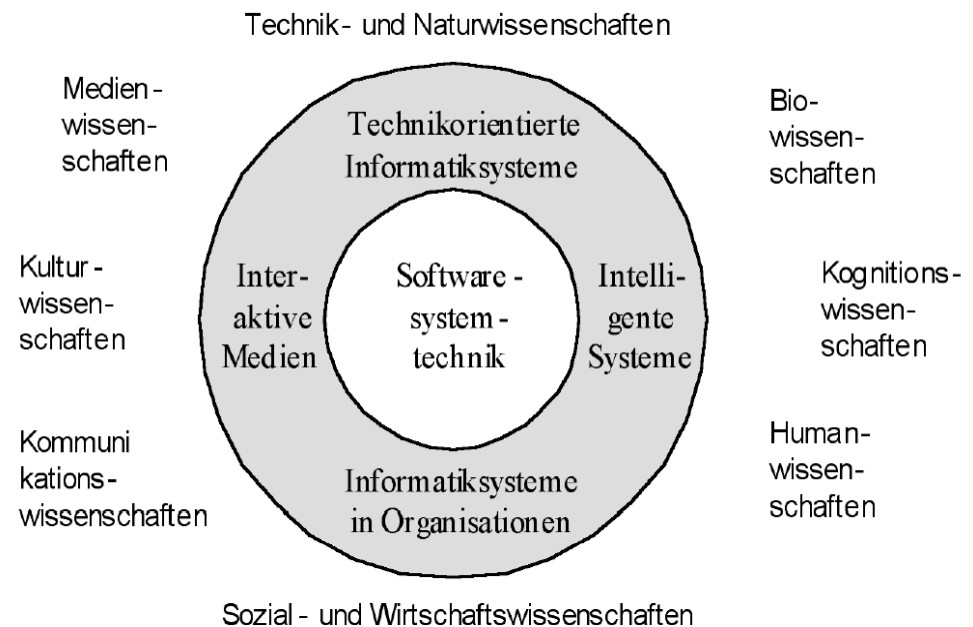 Technik- und Naturwissenschaften
Medien-
wissen-
schaften
Bio-
wissen-
schaften
Technikorientierte
Informatiksysteme
Kultur-
wissen-
schaften
Inter-
aktive
Medien
Software-
system-
technik
Intelli-
gente
Systeme
Kognitions-
wissen-
schaften
Kommuni
kations-
wissenschaften
Informatiksysteme
in Organisationen
Human-
wissen-
schaften
Sozial- und Wirtschaftswissenschaften